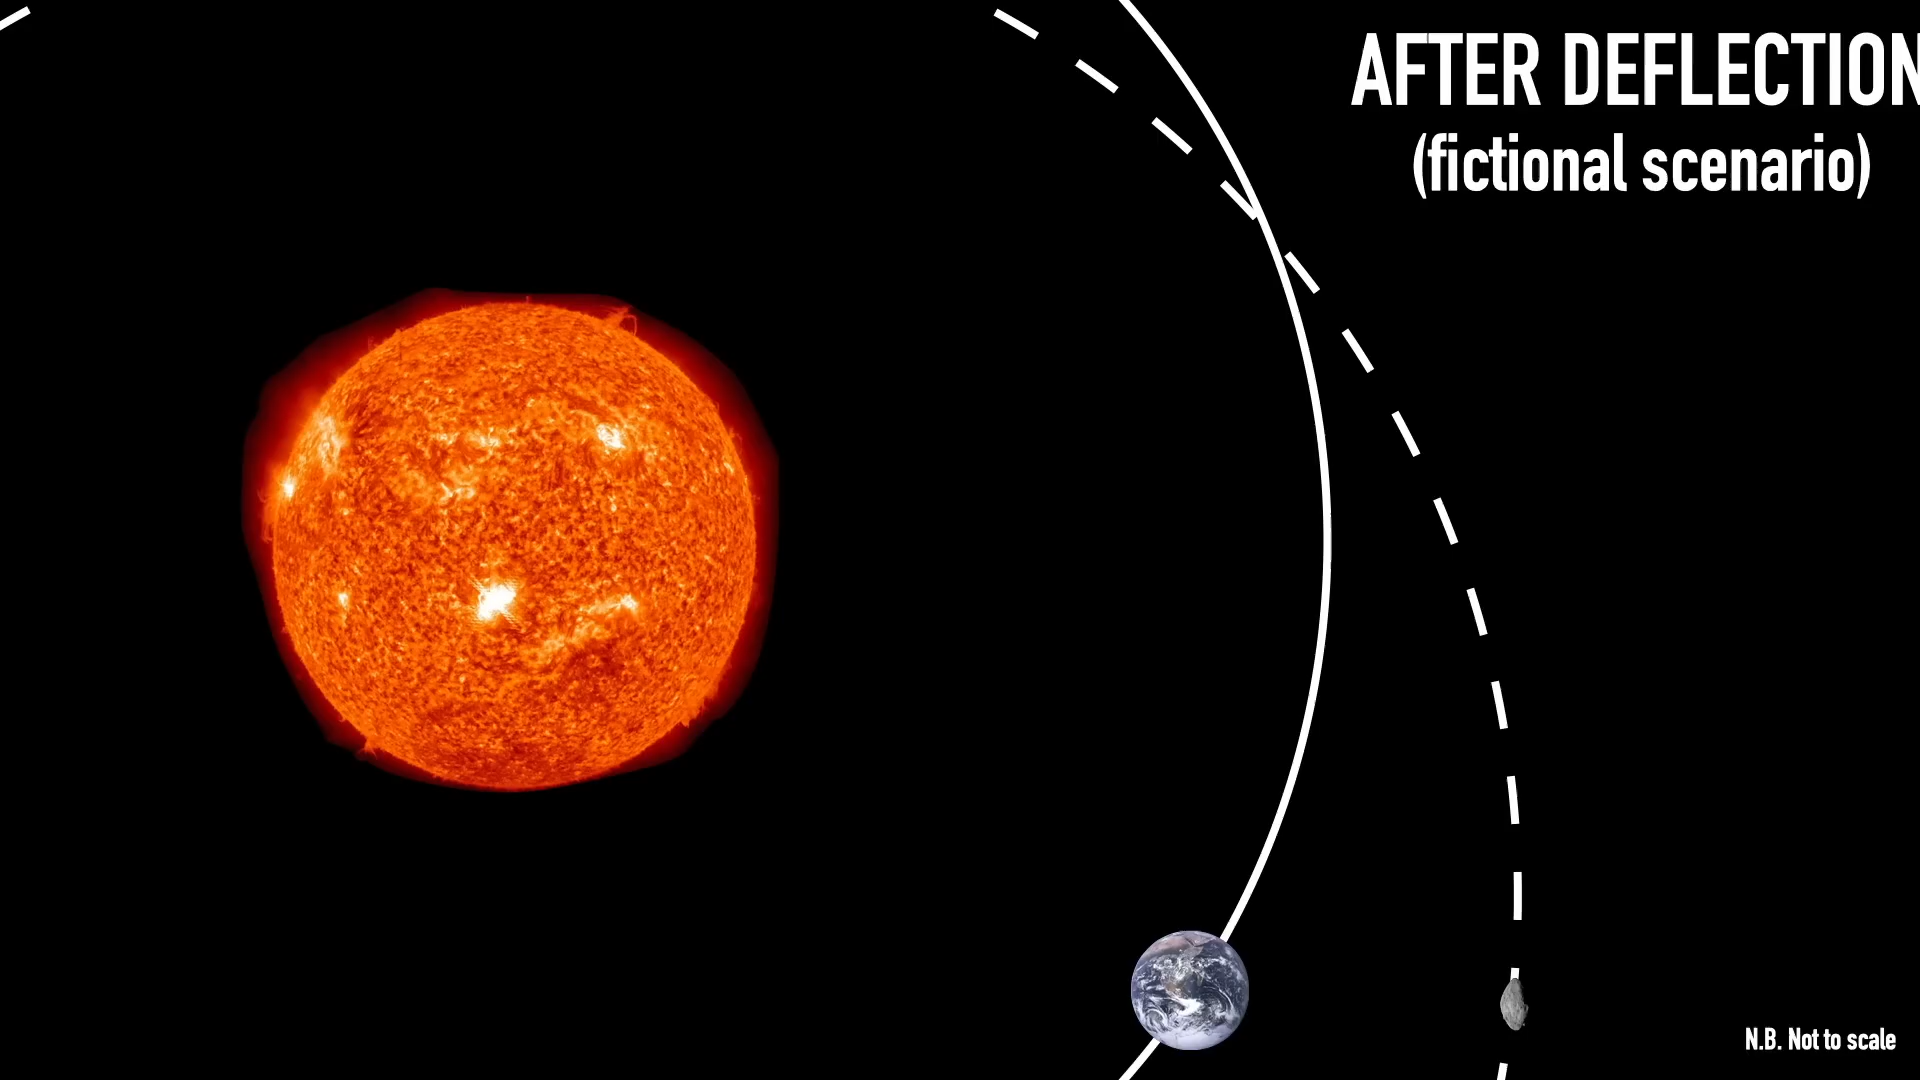 AFTER DEFLECTION
(fictional scenario)
N.B. Not to scale